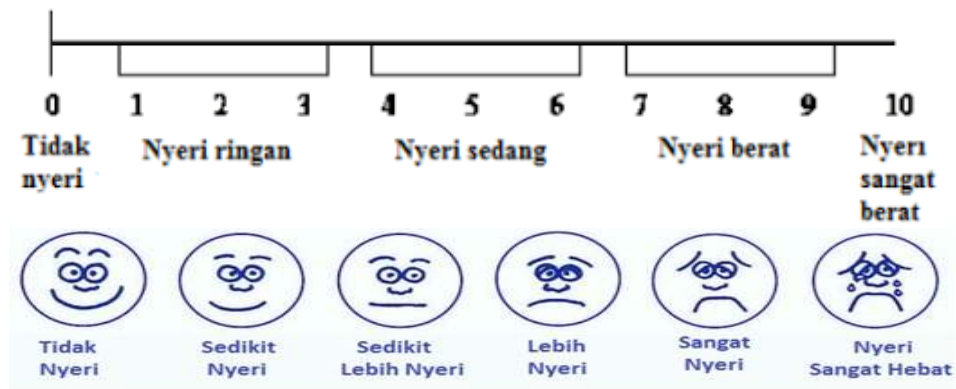 0 1 2 3 4 5 6 7 8 9 10
Tidak nyeri
Nyeri ringan
Nyeri sedang
Nyeri berat
Nyeri sangat berat
Tidak Nyeri
Sedikit Nyeri
Sedikit Lebih Nyeri
Lebih Nyeri
Sangat Nyeri
Nyeri Sangat Hebat